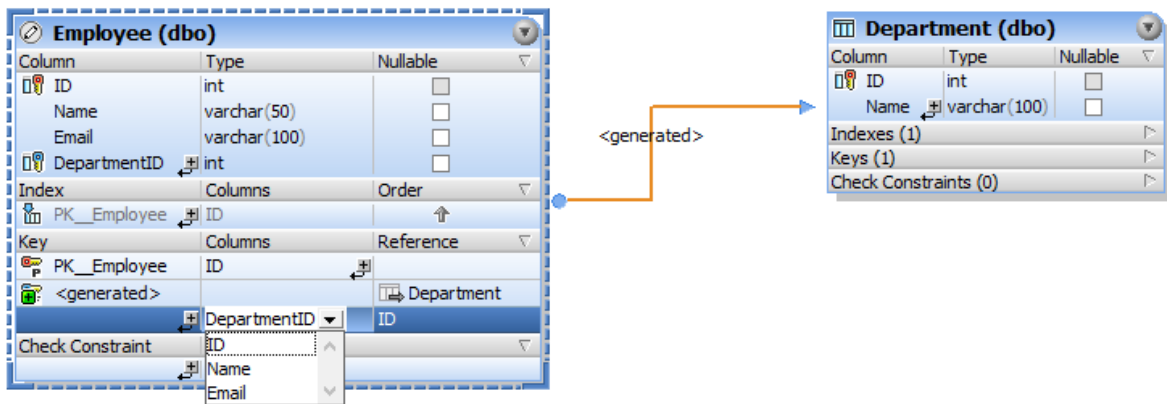 Employee (dbo)
Column Type Nullable
ID int
Name varchar(50)
Email varchar(100)
DepartmentID int
Index Columns Order
PK__Employee ID
Key Columns Reference
PK__Employee ID
<generated> Department
DepartmentID ID
Check Constraint
ID
Name
Email
<generated>
Department (dbo)
Column Type Nullable
ID int
Name varchar(100)
Indexes (1)
Keys (1)
Check Constraints (0)